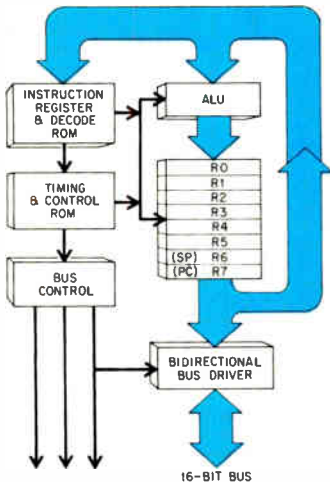 INSTRUCTION
REGISTER
& DECODE
ROM
ALU
TIMING
& CONTROL
ROM
BUS
CONTROL
R0
R1
R2
R3
R4
R5
(SP) R6
(PC) R7
BIDIRECTIONAL
BUS DRIVER
16-BIT BUS